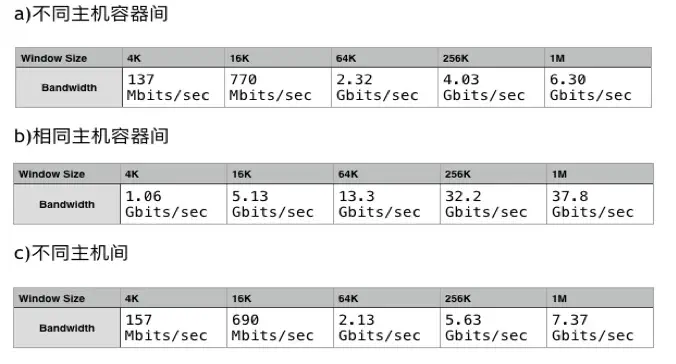 a)不同主机容器间
Window Size 4K 16K 64K 256K 1M
Bandwidth 137 Mbits/sec 770 Mbits/sec 2.32 Gbits/sec 4.03 Gbits/sec 6.30 Gbits/sec
b)相同主机容器间
Window Size 4K 16K 64K 256K 1M
Bandwidth 1.06 Gbits/sec 5.13 Gbits/sec 13.3 Gbits/sec 32.2 Gbits/sec 37.8 Gbits/sec
c)不同主机间
Window Size 4K 16K 64K 256K 1M
Bandwidth 157 Mbits/sec 690 Mbits/sec 2.13 Gbits/sec 5.63 Gbits/sec 7.37 Gbits/sec